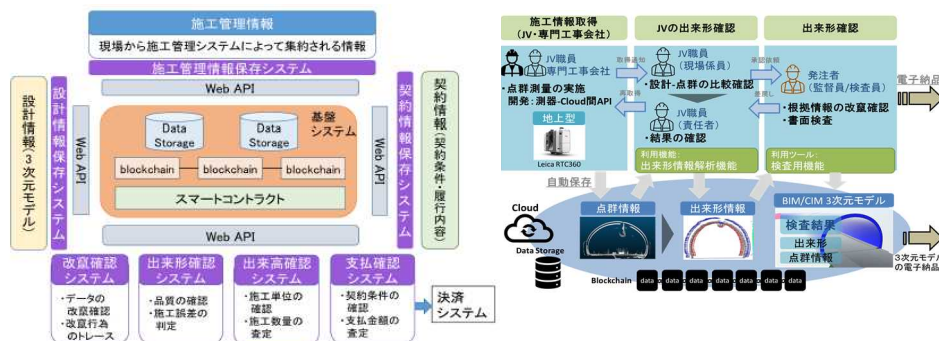 施工管理情報
現場から施工管理システムによって集約される情報
施工管理情報保存システム
Web API
設計情報(3次元モデル)
設計情報保存システム
Web API
基盤
システム
Data
Storage
Data
Storage
blockchain
blockchain
blockchain
スマートコントラクト
Web API
契約情報保存システム
契約情報(契約条件・履行内容)
Web API
改竄確認
システム
・データの
改竄確認
・改竄行為
のトレース
出来形確認
システム
・品質の確認
・施工誤差の
判定
出来高確認
システム
・施工単位の
確認
・施工数量の
査定
支払確認
システム
・契約条件の
確認
・支払金額の
査定
決済
システム
施工情報取得
(JV・専門工事会社)
JVの出来形確認
出来形確認
JV職員
専門工事会社
・点群測量の実施
開発:測器-Cloud間API
地上型
Leica RTC360
取得通知
再取得
JV職員
(現場係員)
・設計-点群の比較確認
JV職員
(責任者)
・結果の確認
承認依頼
差戻し
発注者
(監督員/検査員)
・根拠情報の改竄確認
・書面検査
電子納品
利用機能:
出来形情報解析機能
利用ツール:
検査用機能
自動保存
Cloud
Data Storage
点群情報
出来形情報
BIM/CIM 3次元モデル
検査結果
出来形
点群情報
3次元モデル
の電子納品
Blockchain
data
data
data
data
data
data
data